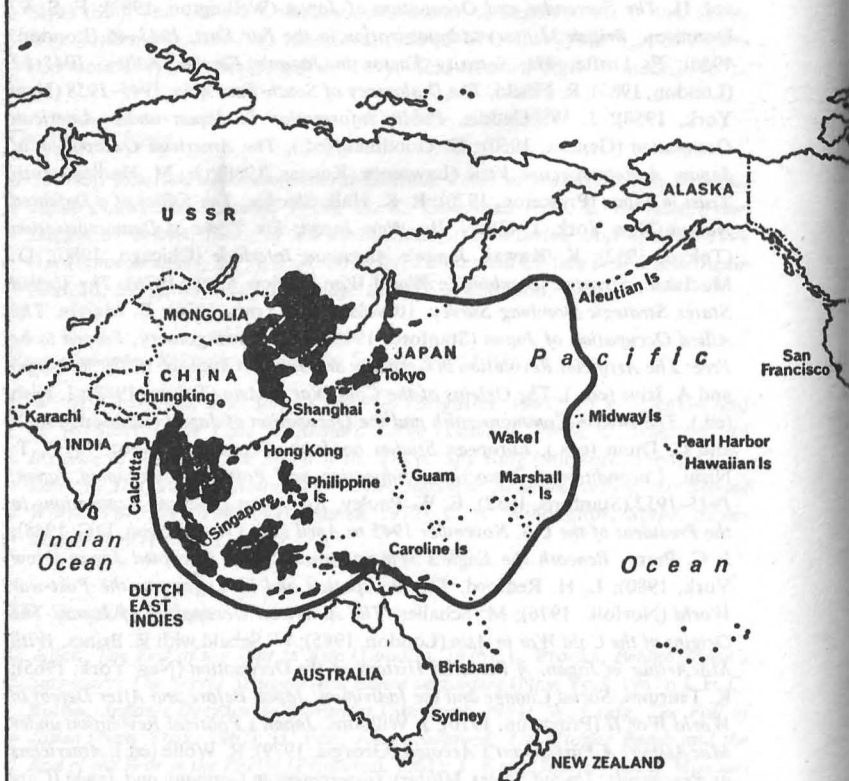 ALASKA
U S S R
Aleutian Is
MONGOLIA
JAPAN
P a c i f i c
Tokyo
San
Francisco
CHINA
Chungking
Karachi
Shanghai
Midway Is
INDIA
Wake I
Pearl Harbor
Hawaiian Is
Hong Kong
Calcutta
Philippine
Is
Guam
Marshall
Is
Singapore
Indian
Ocean
Caroline Is
Ocean
DUTCH
EAST
INDIES
Brisbane
AUSTRALIA
Sydney
NEW ZEALAND